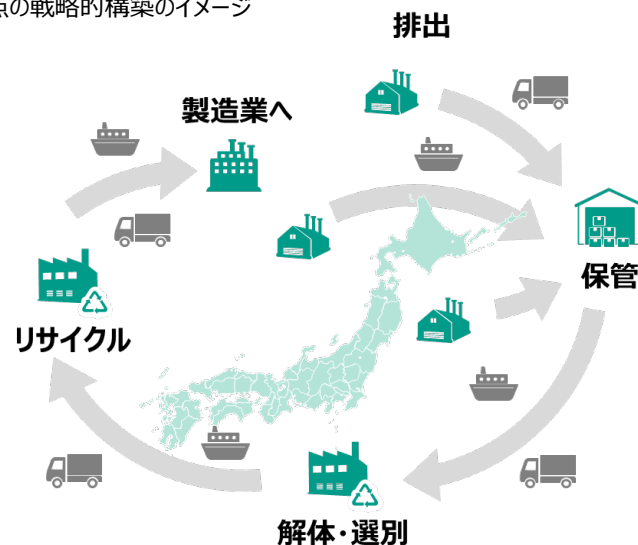 の戦略的構築のイメージ
排出
製造業へ
保管
リサイクル
解体・選別